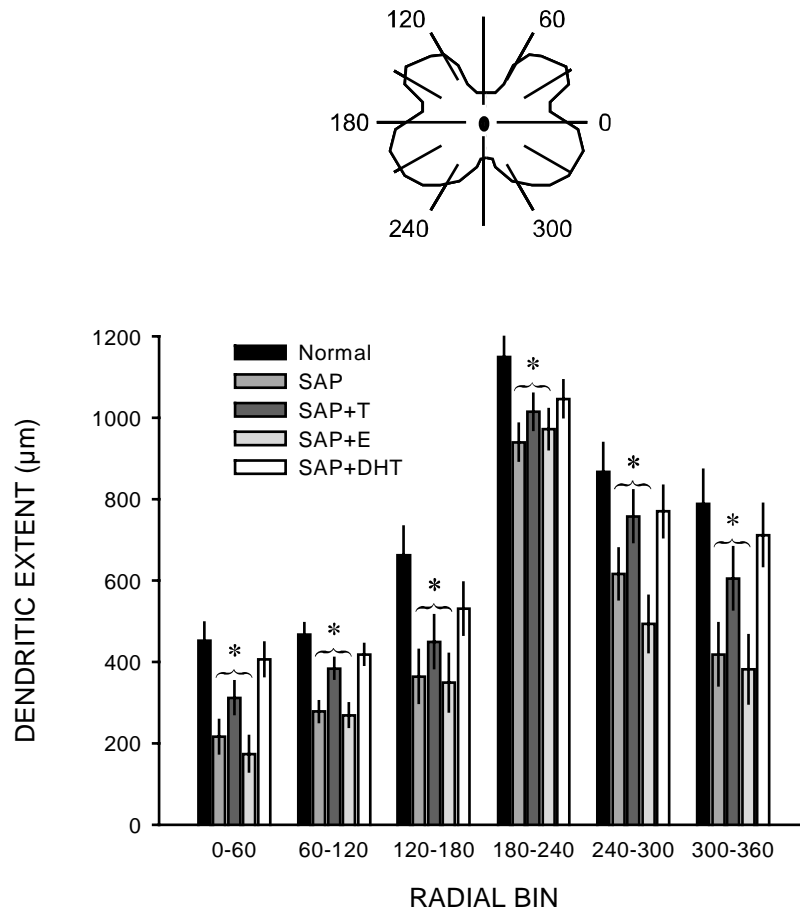 120 60
180 0
240 300
1200
1000
800
600
400
200
0
DENDRITIC EXTENT (μm)
Normal
SAP
SAP+T
SAP+E
SAP+DHT
* * * * * *
0-60 60-120 120-180 180-240 240-300 300-360
RADIAL BIN